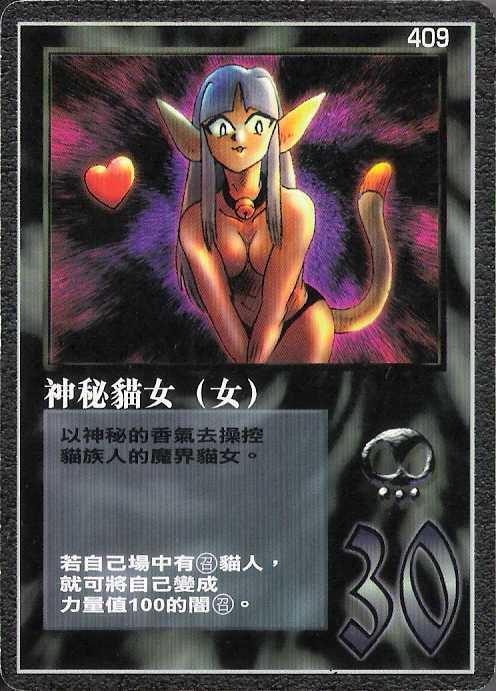 409
神秘貓女（女）
以神秘的香氣去操控
貓族人的魔界貓女。
若自己場中有㊁貓人，
就可將自己變成
力量值100的闇召。
30